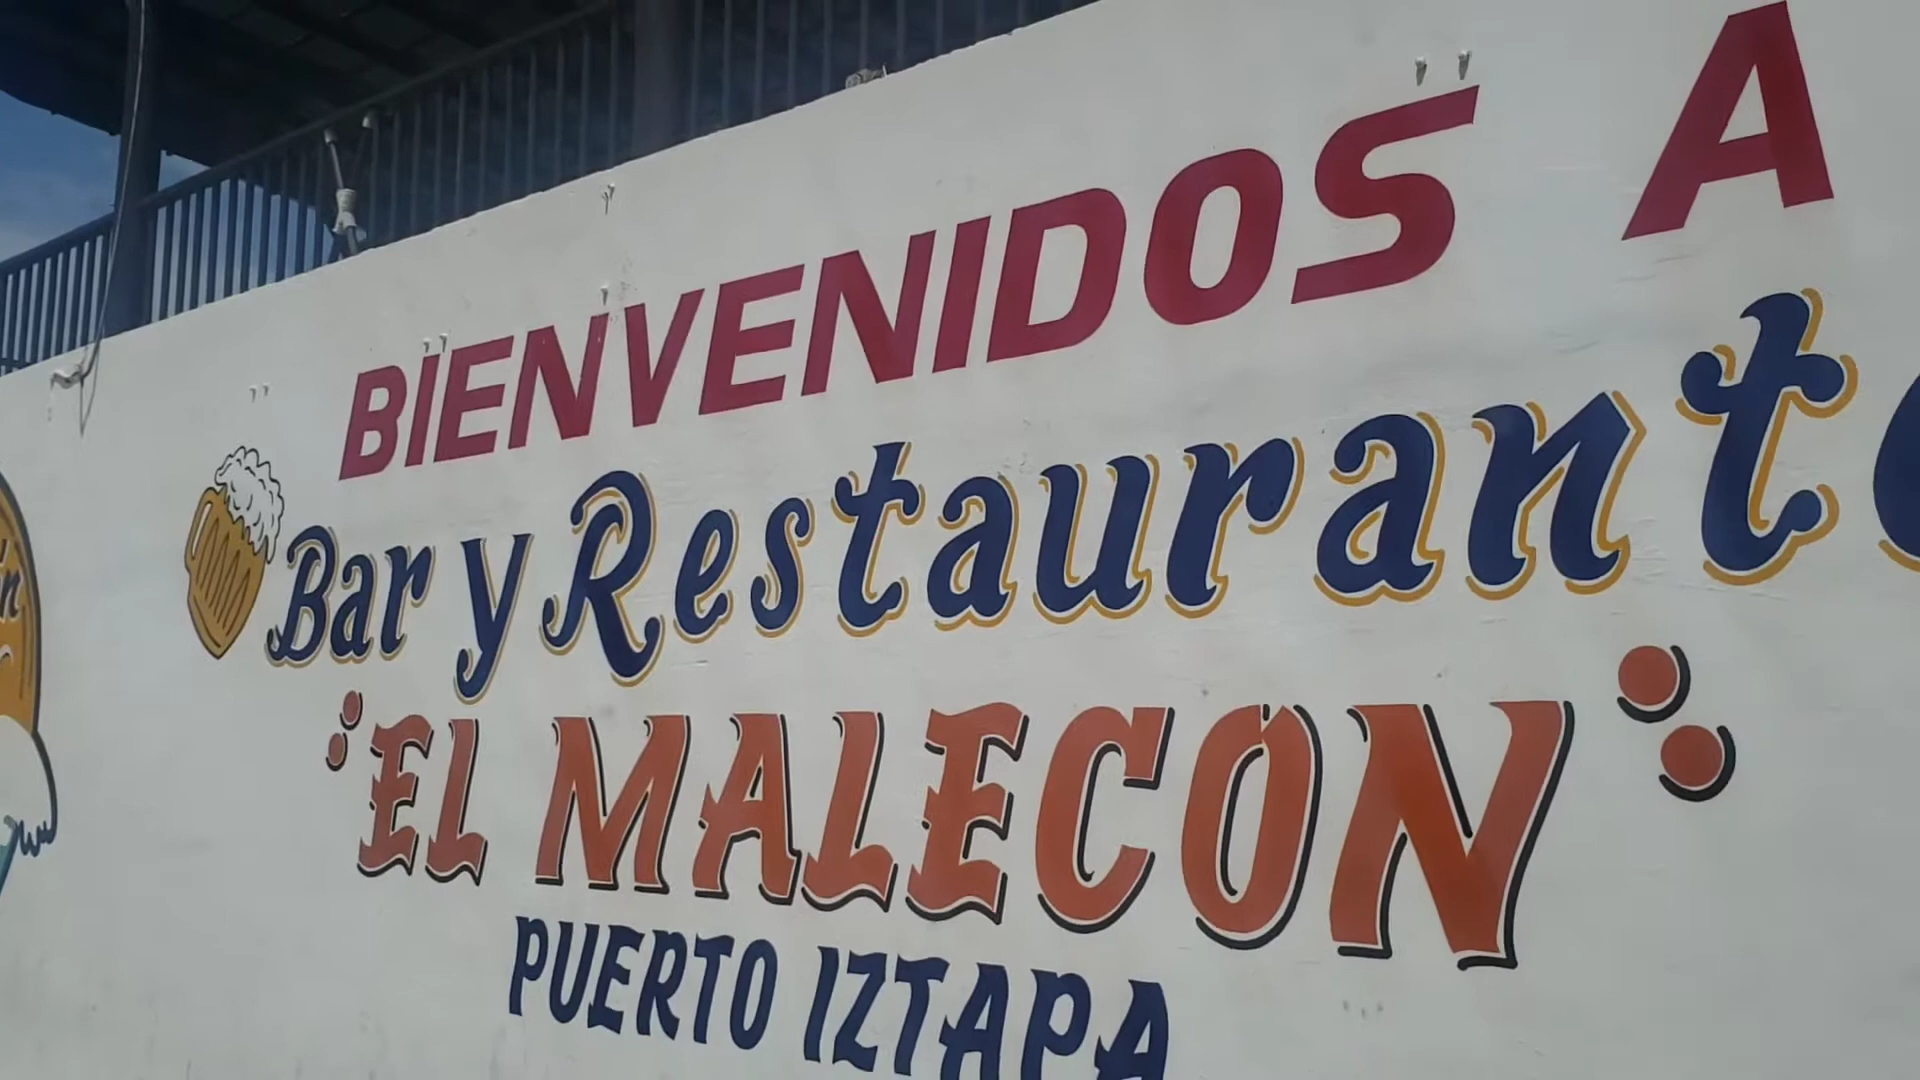 BIENVENIDOS A
Bar y Restaurante
"EL MALECON"
PUERTO IZTAPA